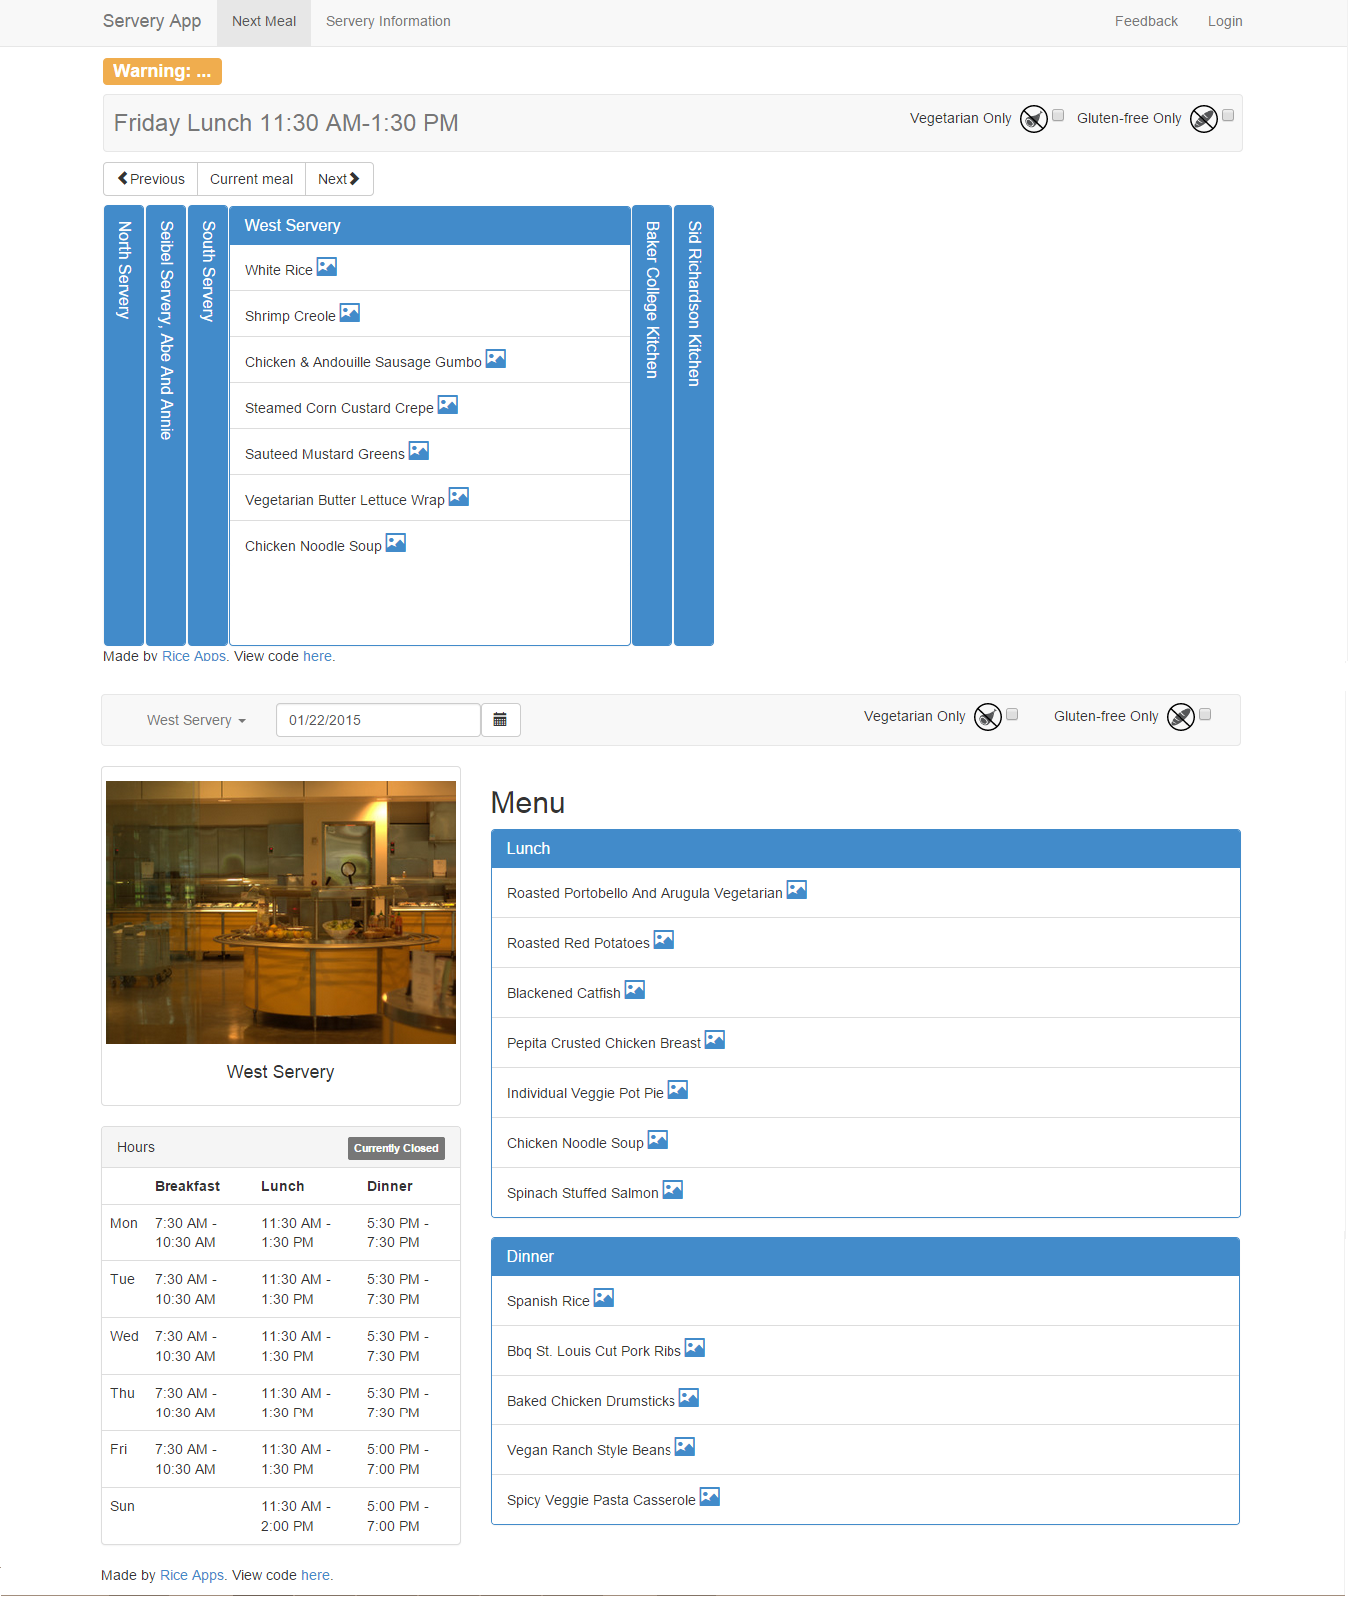 Servery App Next Meal Servery Information Feedback Login
Warning: ...
Friday Lunch 11:30 AM-1:30 PM Vegetarian Only Gluten-free Only
Previous Current meal Next
North Servery
Seibel Servery, Abe And Annie
South Servery
West Servery
White Rice
Shrimp Creole
Chicken & Andouille Sausage Gumbo
Steamed Corn Custard Crepe
Sauteed Mustard Greens
Vegetarian Butter Lettuce Wrap
Chicken Noodle Soup
Baker College Kitchen
Sid Richardson Kitchen
Made by Rice Apps. View code here.
West Servery 01/22/2015 Vegetarian Only Gluten-free Only
West Servery
Hours Currently Closed
Breakfast Lunch Dinner
Mon 7:30 AM - 11:30 AM - 5:30 PM -
10:30 AM 1:30 PM 7:30 PM
Tue 7:30 AM - 11:30 AM - 5:30 PM -
10:30 AM 1:30 PM 7:30 PM
Wed 7:30 AM - 11:30 AM - 5:30 PM -
10:30 AM 1:30 PM 7:30 PM
Thu 7:30 AM - 11:30 AM - 5:30 PM -
10:30 AM 1:30 PM 7:30 PM
Fri 7:30 AM - 11:30 AM - 5:00 PM -
10:30 AM 1:30 PM 7:00 PM
Sun 11:30 AM - 5:00 PM -
2:00 PM 7:00 PM
Menu
Lunch
Roasted Portobello And Arugula Vegetarian
Roasted Red Potatoes
Blackened Catfish
Pepita Crusted Chicken Breast
Individual Veggie Pot Pie
Chicken Noodle Soup
Spinach Stuffed Salmon
Dinner
Spanish Rice
Bbq St. Louis Cut Pork Ribs
Baked Chicken Drumsticks
Vegan Ranch Style Beans
Spicy Veggie Pasta Casserole
Made by Rice Apps. View code here.